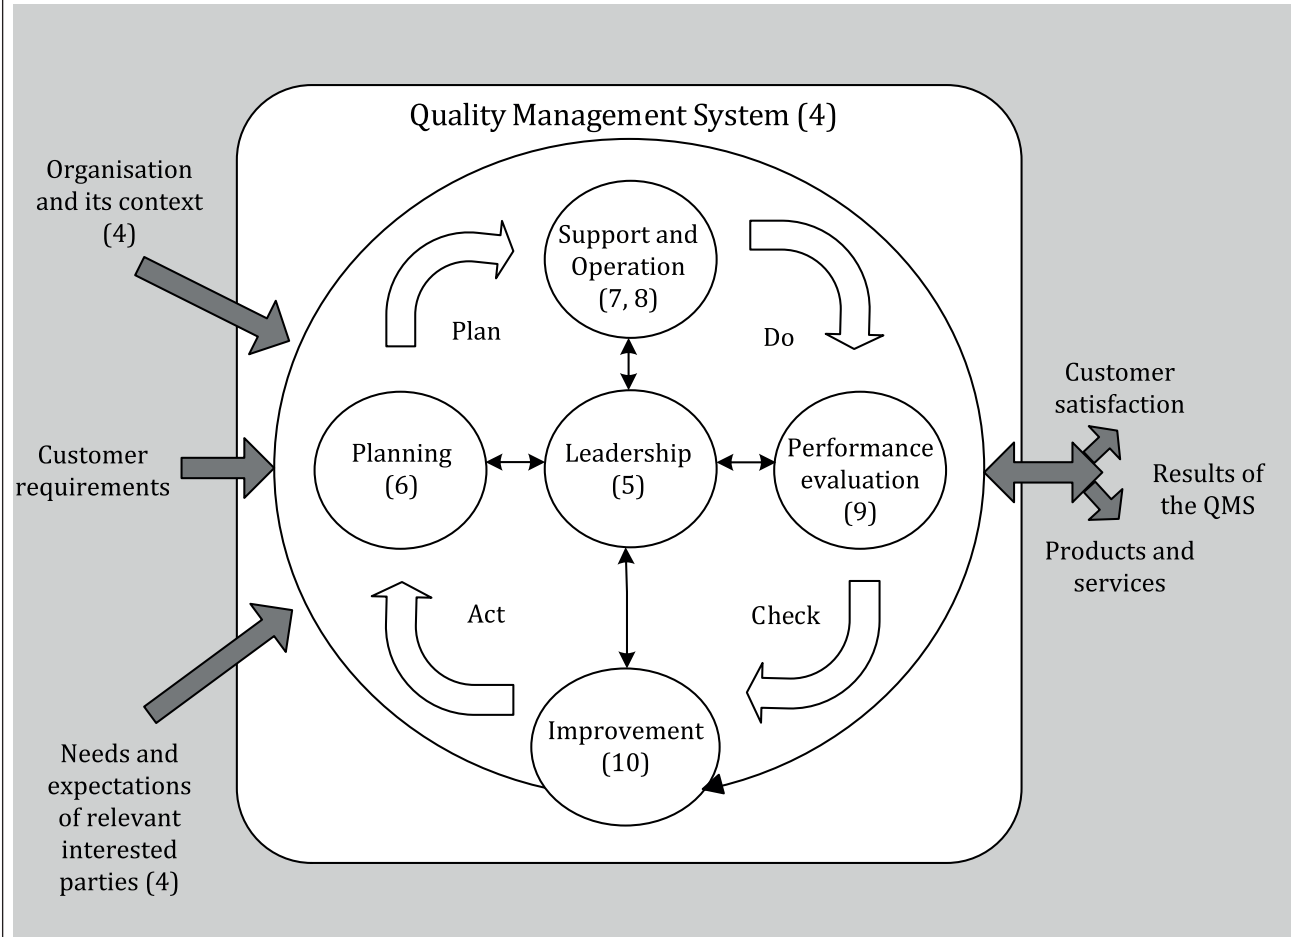 Quality Management System (4)
Organisation
and its context
(4)
Support and
Operation
(7, 8)
Plan
Do
Customer
satisfaction
Customer
requirements
Planning
(6)
Leadership
(5)
Performance
evaluation
(9)
Results of
the QMS
Products and
services
Act
Check
Improvement
(10)
Needs and
expectations
of relevant
interested
parties (4)